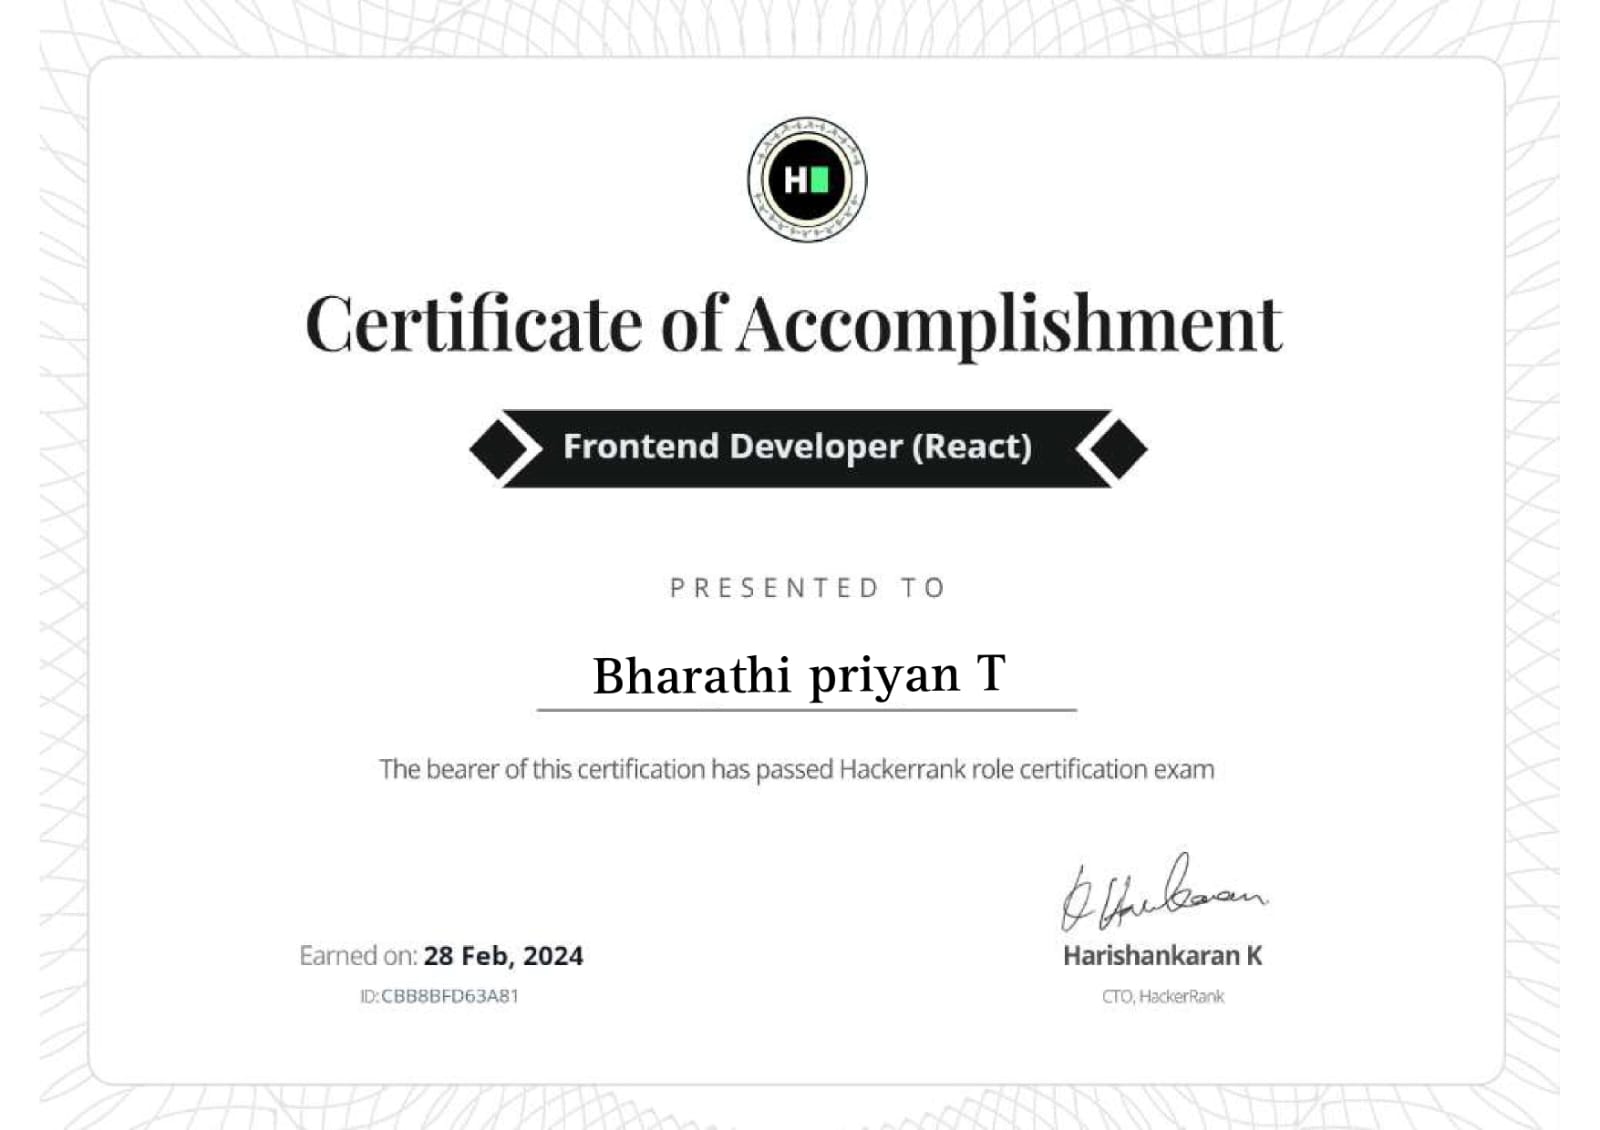 H
Certificate of Accomplishment
Frontend Developer (React)
PRESENTED TO
Bharathi priyan T
The bearer of this certification has passed Hackerrank role certification exam
Earned on: 28 Feb, 2024
ID:CBB8BFD63A81
Harishankaran K
CTO, HackerRank